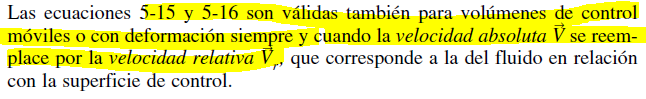 Las ecuaciones 5-15 y 5-16 son válidas también para volúmenes de control
móviles o con deformación siempre y cuando la velocidad absoluta V⃗ se reem-
place por la velocidad relativa V⃗r, que corresponde a la del fluido en relación
con la superficie de control.